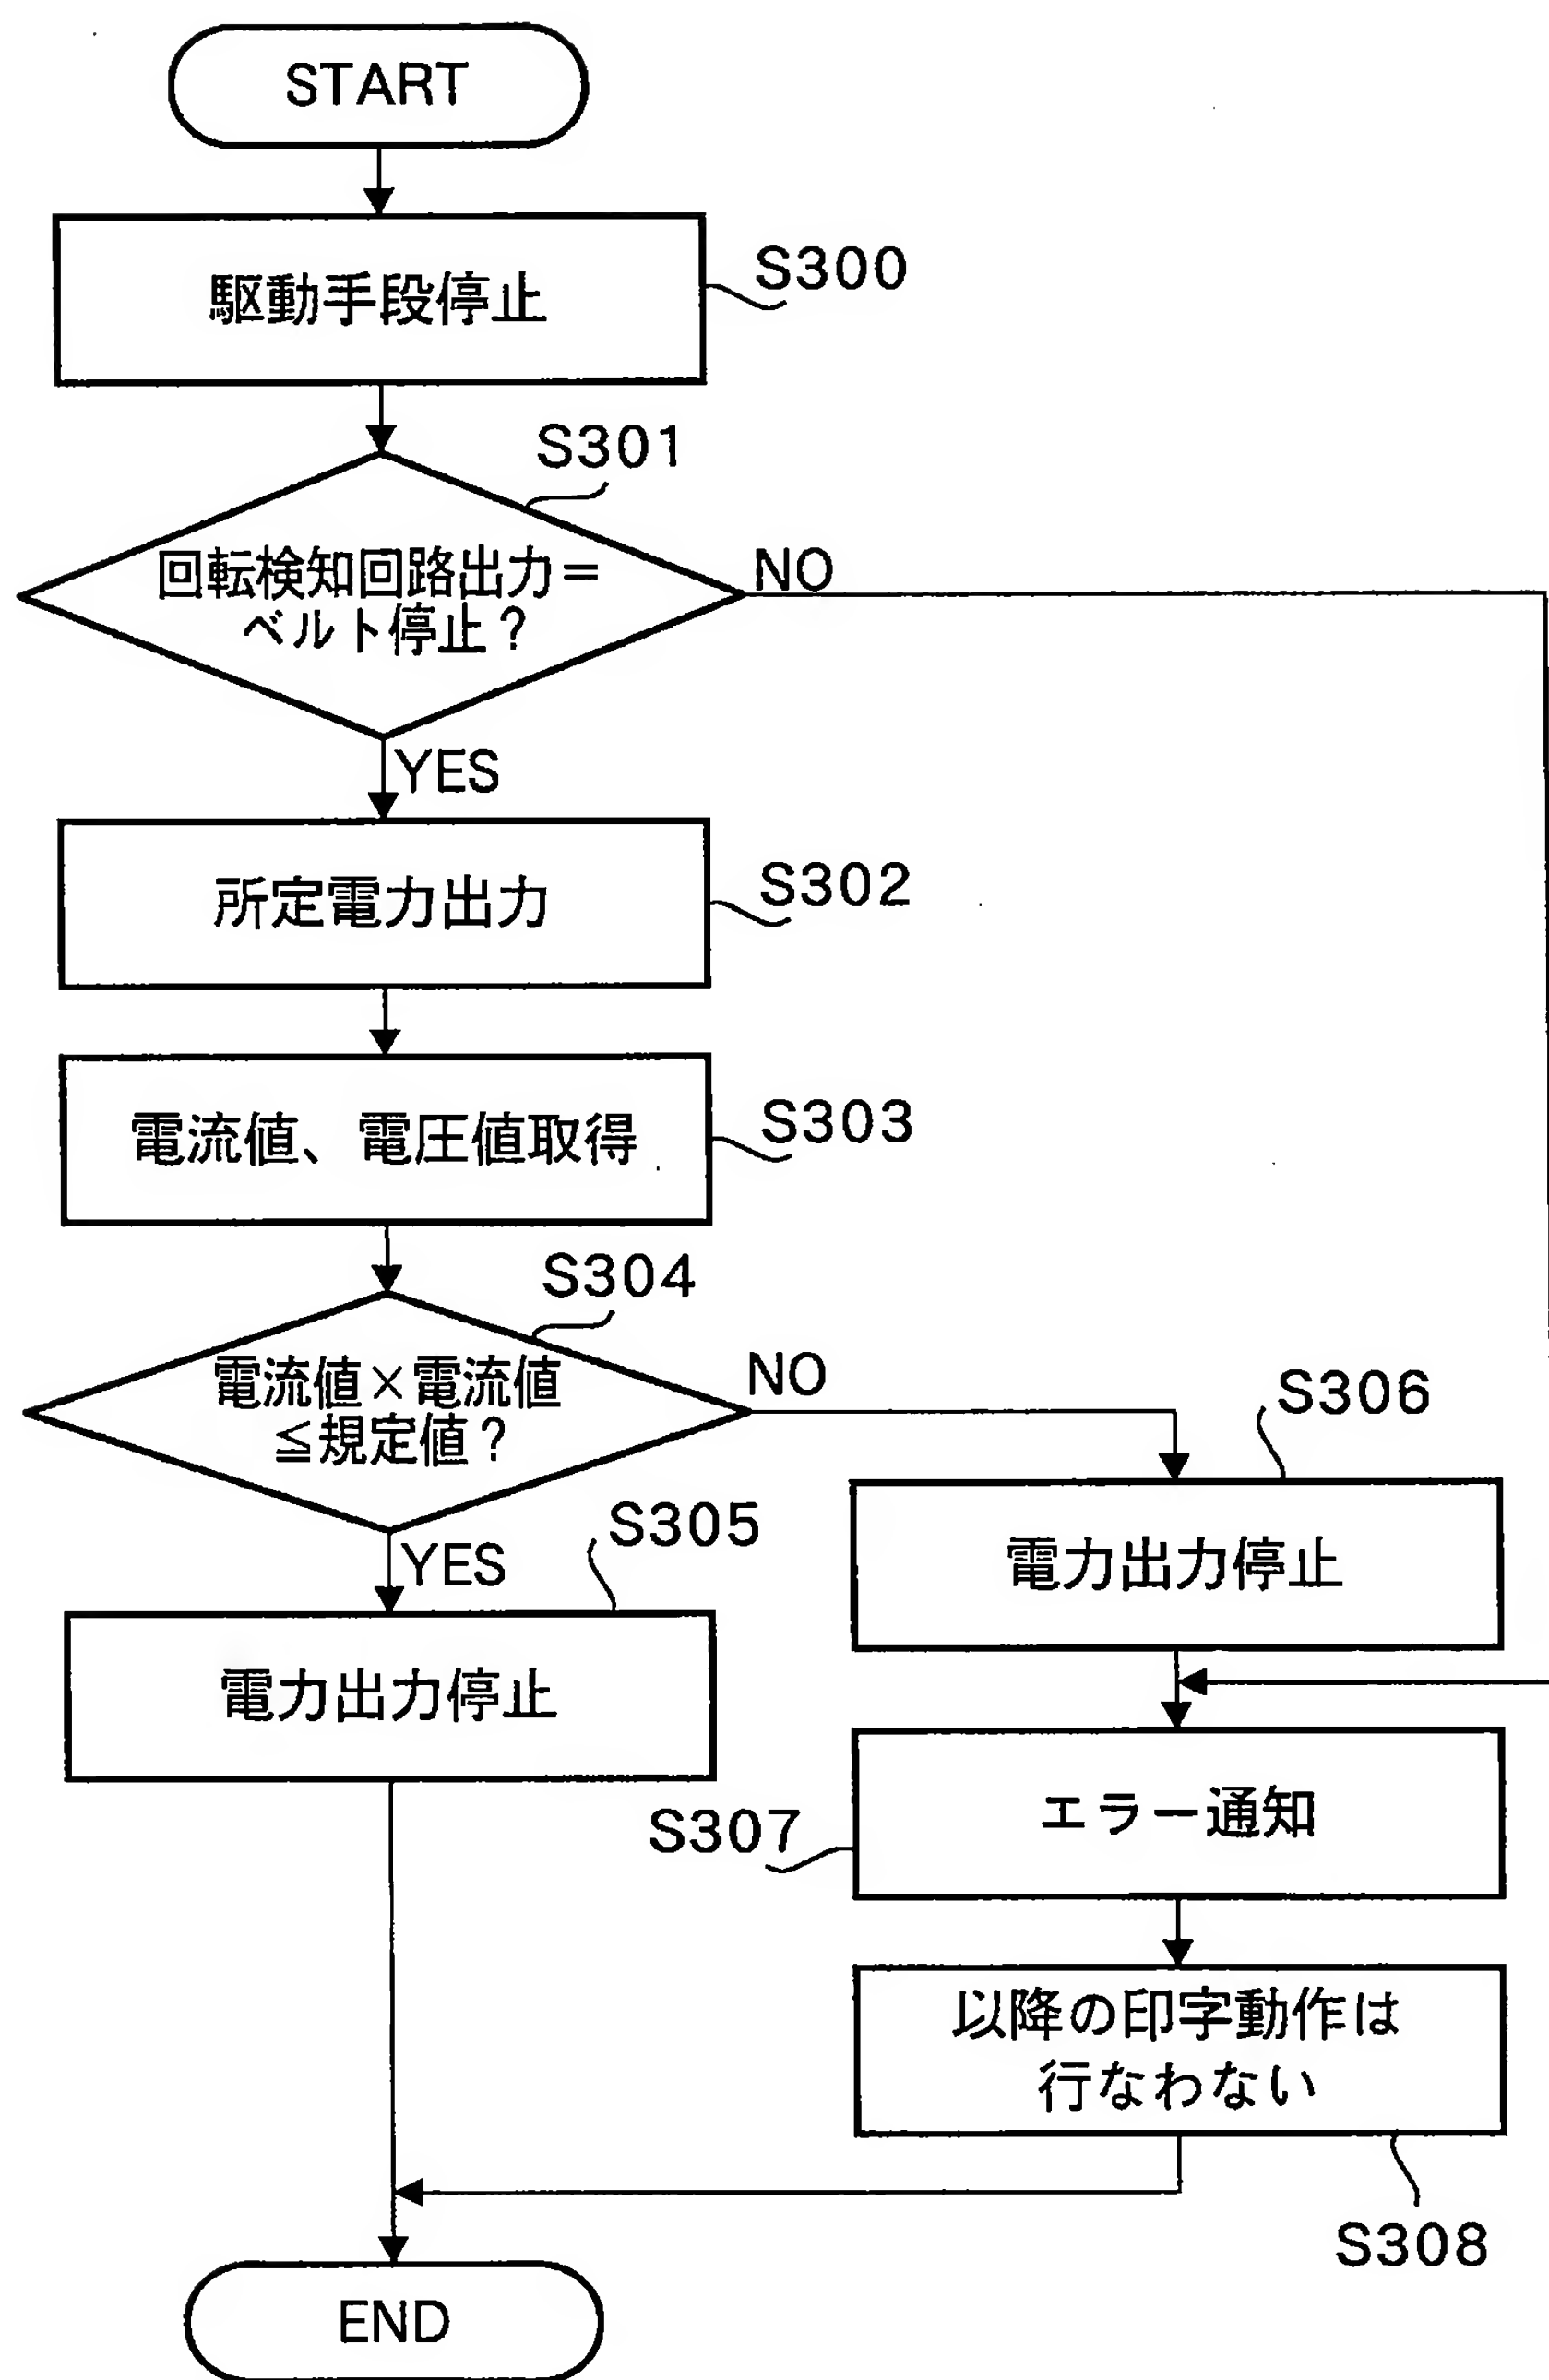 START
駆動手段停止
S300
S301
回転検知回路出力＝
ベルト停止？
NO
YES
所定電力出力
S302
電流値、電圧値取得
S303
S304
電流値×電流値
≦規定値？
NO
YES
S305
電力出力停止
S306
電力出力停止
エラー通知
S307
以降の印字動作は
行なわない
S308
END